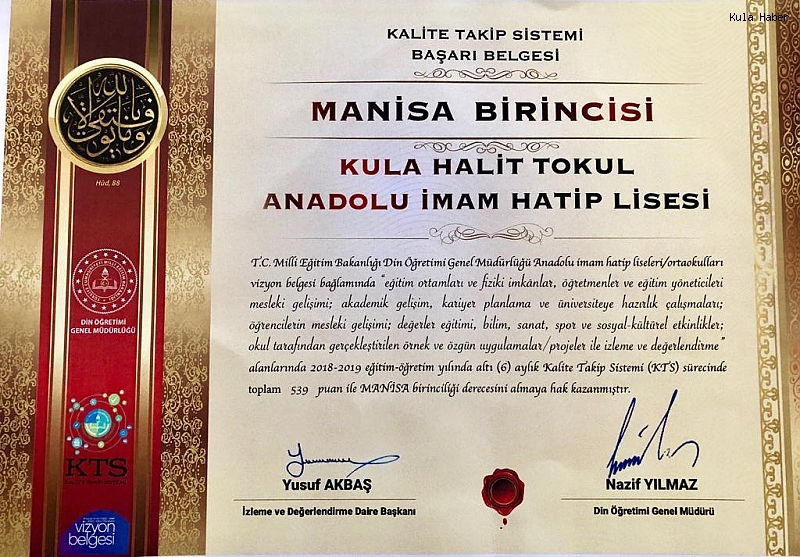 Kula Haber
KALİTE TAKİP SİSTEMİ
BAŞARI BELGESİ
MANİSA BİRİNCİSİ
KULA HALİT TOKUL
ANADOLU İMAM HATİP LİSESİ
T.C. Milli Eğitim Bakanlığı Din Öğretimi Genel Müdürlüğü Anadolu imam hatip liseleri/ortaokulları
vizyon belgesi bağlamında "eğitim ortamları ve fiziki imkânlar, öğretmenler ve eğitim yöneticileri
mesleki gelişimi; akademik gelişim, kariyer planlama ve üniversiteye hazırlık çalışmaları;
öğrencilerin mesleki gelişimi; değerler eğitimi, bilim, sanat, spor ve sosyal-kültürel etkinlikler;
okul tarafından gerçekleştirilen örnek ve özgün uygulamalar/projeler ile izleme ve değerlendirme"
alanlarında 2018-2019 eğitim-öğretim yılında altı (6) aylık Kalite Takip Sistemi (KTS) sürecinde
toplam 539 puan ile MANİSA birinciliği derecesini almaya hak kazanmıştır.
Yusuf AKBAŞ
İzleme ve Değerlendirme Daire Başkanı
Nazif YILMAZ
Din Öğretimi Genel Müdürü
Hûd, 88
DİN ÖĞRETİMİ
GENEL MÜDÜRLÜĞÜ
KTS
KALİTE TAKİP SİSTEMİ
vizyon
belgesi